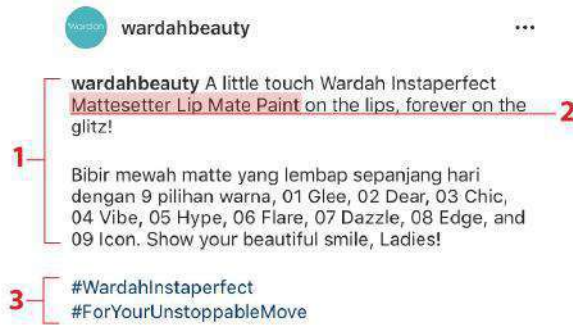 Wardah wardahbeauty ...
wardahbeauty A little touch Wardah Instaperfect
Mattesetter Lip Mate Paint on the lips, forever on the
2
glitz!
1
Bibir mewah matte yang lembap sepanjang hari
dengan 9 pilihan warna, 01 Glee, 02 Dear, 03 Chic,
04 Vibe, 05 Hype, 06 Flare, 07 Dazzle, 08 Edge, and
09 Icon. Show your beautiful smile, Ladies!
3
#WardahInstaperfect
#ForYourUnstoppableMove